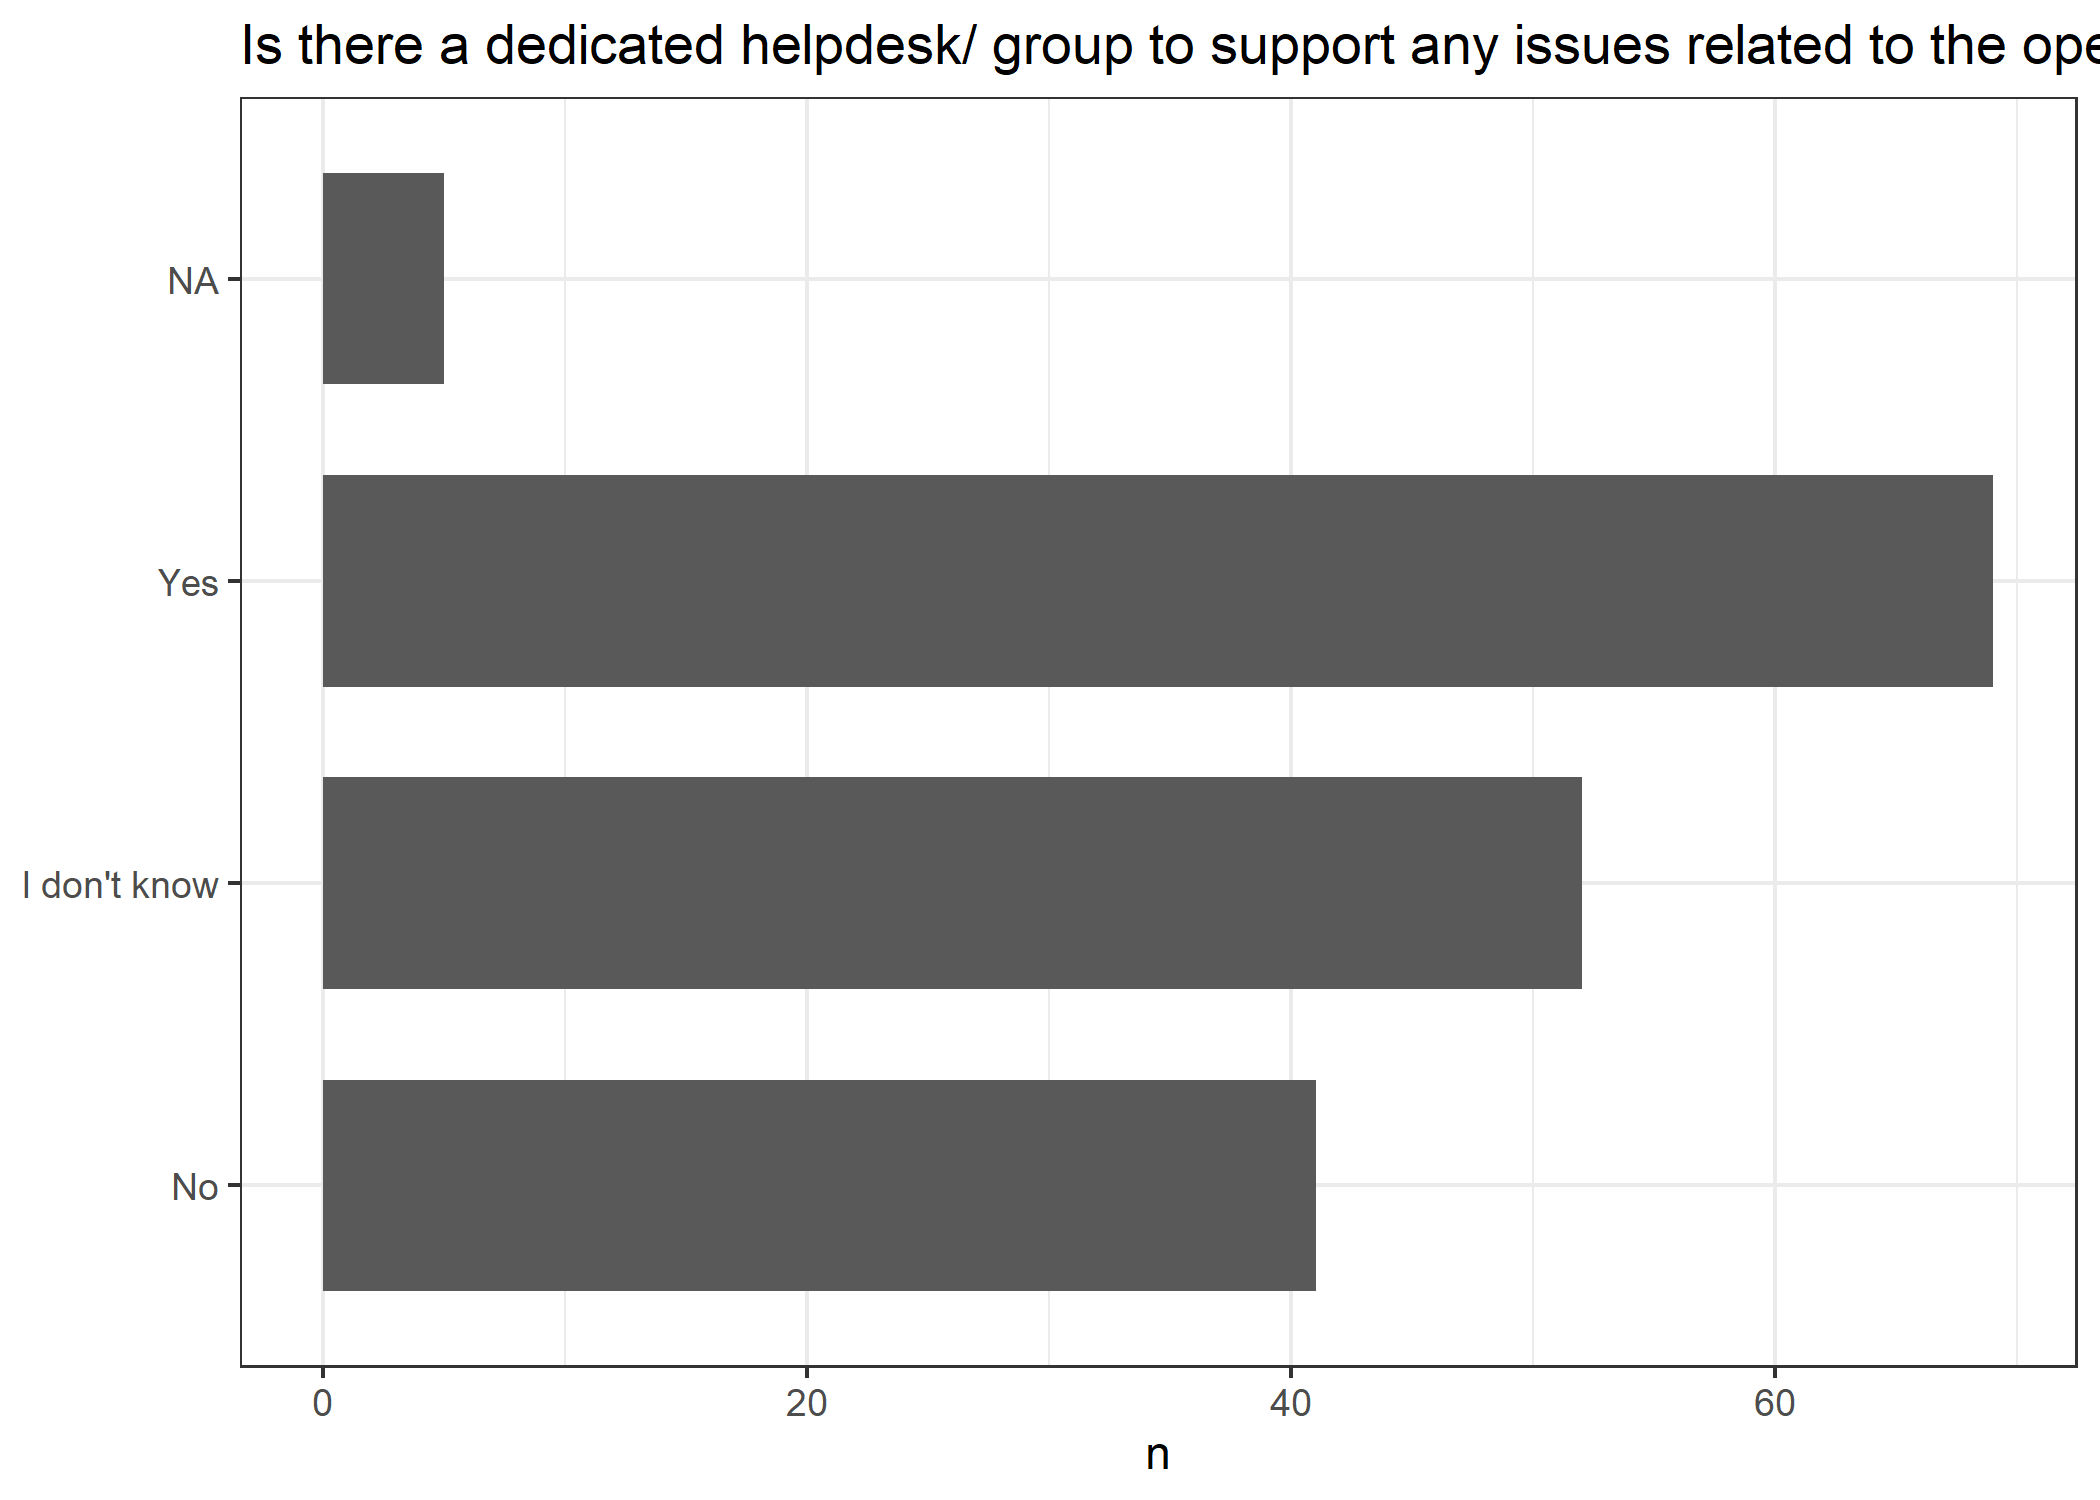 Is there a dedicated helpdesk/ group to support any issues related to the ope
NA
Yes
I don't know
No
0 20 40 60
n